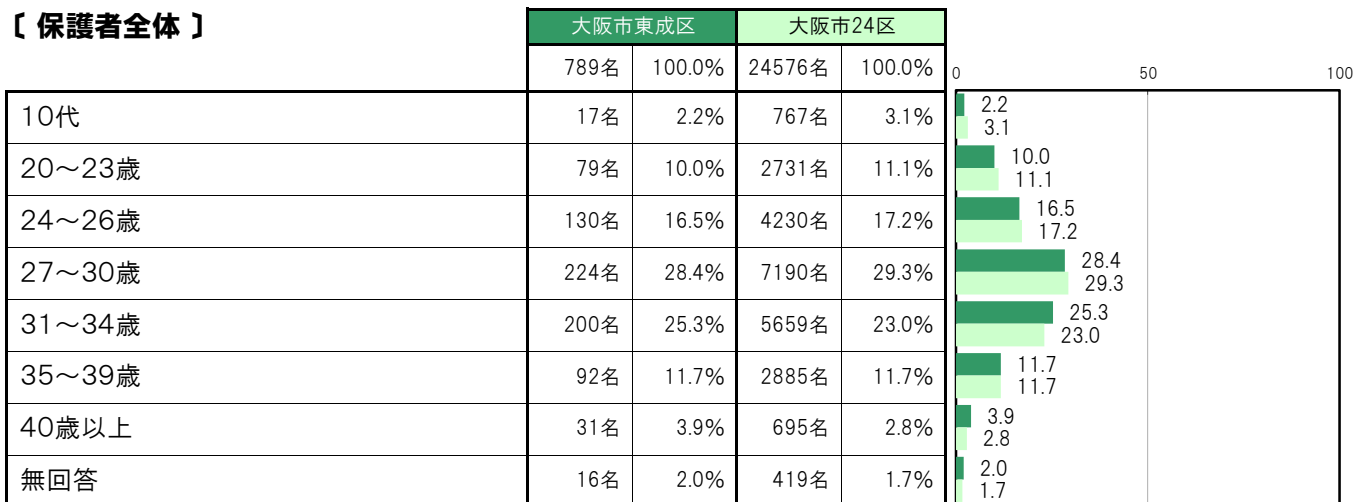 〔 保護者全体 〕
大阪市東成区 大阪市24区
789名 100.0% 24576名 100.0% 0 50 100
10代 17名 2.2% 767名 3.1% 2.2
3.1
20～23歳 79名 10.0% 2731名 11.1% 10.0
11.1
24～26歳 130名 16.5% 4230名 17.2% 16.5
17.2
27～30歳 224名 28.4% 7190名 29.3% 28.4
29.3
31～34歳 200名 25.3% 5659名 23.0% 25.3
23.0
35～39歳 92名 11.7% 2885名 11.7% 11.7
11.7
40歳以上 31名 3.9% 695名 2.8% 3.9
2.8
無回答 16名 2.0% 419名 1.7% 2.0
1.7